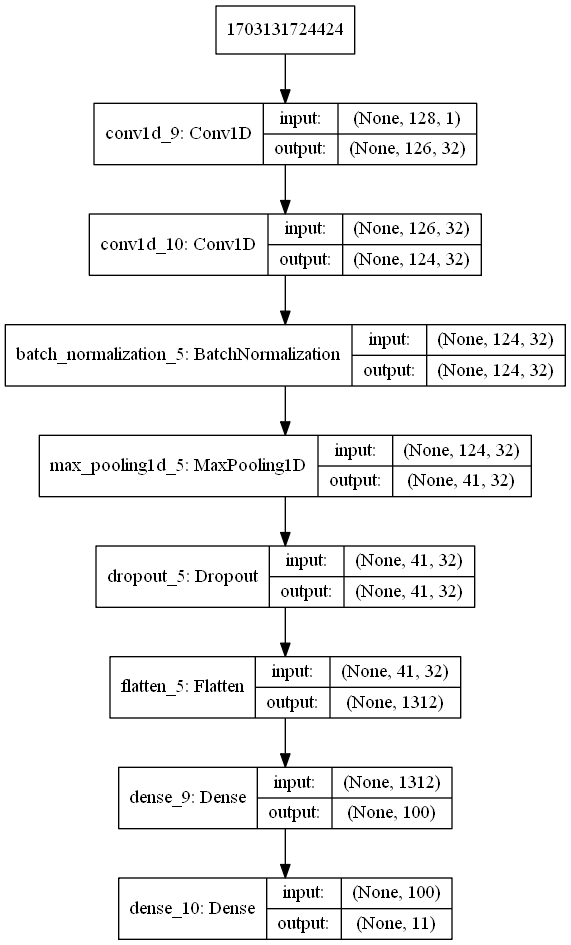 1703131724424
conv1d_9: Conv1D
input:
(None, 128, 1)
output:
(None, 126, 32)
conv1d_10: Conv1D
input:
(None, 126, 32)
output:
(None, 124, 32)
batch_normalization_5: BatchNormalization
input:
(None, 124, 32)
output:
(None, 124, 32)
max_pooling1d_5: MaxPooling1D
input:
(None, 124, 32)
output:
(None, 41, 32)
dropout_5: Dropout
input:
(None, 41, 32)
output:
(None, 41, 32)
flatten_5: Flatten
input:
(None, 41, 32)
output:
(None, 1312)
dense_9: Dense
input:
(None, 1312)
output:
(None, 100)
dense_10: Dense
input:
(None, 100)
output:
(None, 11)